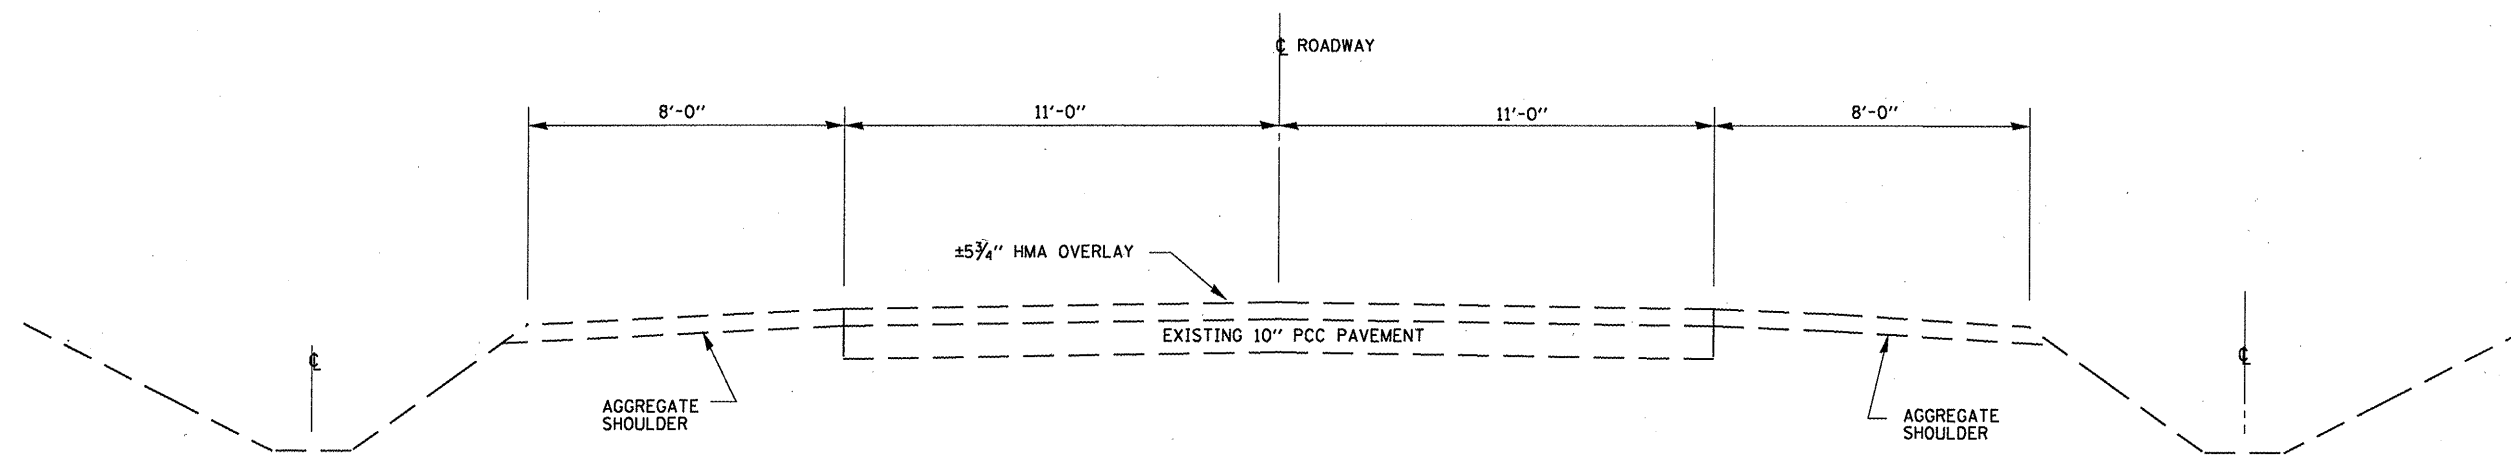 ℄ ROADWAY
8'-0" 11'-0" 11'-0" 8'-0"
±5¾" HMA OVERLAY
EXISTING 10" PCC PAVEMENT
℄ ℄
AGGREGATE
SHOULDER
AGGREGATE
SHOULDER